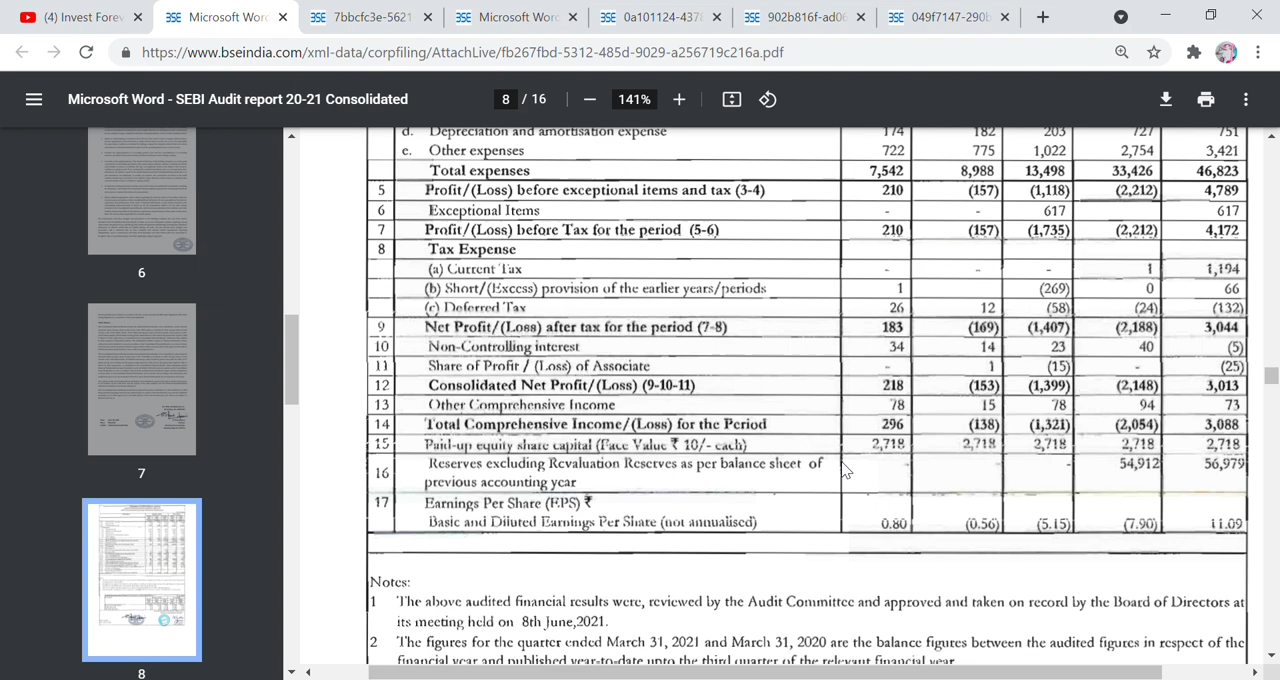 (4) Invest Forev
Microsoft Word
7bbcfc3e-5621
Microsoft Word
0a101124-437
902b816f-ad06
049f7147-290b
https://www.bseindia.com/xml-data/corpfiling/AttachLive/fb267fbd-5312-485d-9029-a256719c216a.pdf
Microsoft Word - SEBI Audit report 20-21 Consolidated
8 / 16
141%
6
7
8
d. Depreciation and amortisation expense 174 182 203 727 751
e. Other expenses 722 775 1,022 2,754 3,421
Total expenses 7,542 8,988 13,498 33,426 46,823
5 Profit/(Loss) before exceptional items and tax (3-4) 210 (157) (1,118) (2,212) 4,789
6 Exceptional Items - - 617 617
7 Profit/(Loss) before Tax for the period (5-6) 210 (157) (1,735) (2,212) 4,172
8 Tax Expense
(a) Current Tax - - - 1 1,194
(b) Short/(Excess) provision of the earlier years/periods 1 (269) 0 66
(c) Deferred Tax 26 12 (58) (24) (132)
9 Net Profit/(Loss) after tax for the period (7-8) 183 (169) (1,407) (2,188) 3,044
10 Non-Controlling interest 34 14 23 40 (5)
11 Share of Profit / (Loss) of Associate - 1 (15) - (25)
12 Consolidated Net Profit/(Loss) (9-10-11) 218 (153) (1,399) (2,148) 3,013
13 Other Comprehensive Income 78 15 78 94 73
14 Total Comprehensive Income/(Loss) for the Period 296 (138) (1,321) (2,054) 3,088
15 Paid-up equity share capital (Face Value ₹ 10/- each) 2,718 2,718 2,718 2,718 2,718
16 Reserves excluding Revaluation Reserves as per balance sheet of - - - 54,912 56,979
previous accounting year
17 Earnings Per Share (EPS) ₹
Basic and Diluted Earnings Per Share (not annualised) 0.80 (0.56) (5.15) (7.90) 11.09
Notes:
1 The above audited financial results were, reviewed by the Audit Committee and approved and taken on record by the Board of Directors at
its meeting held on 8th June,2021.
2 The figures for the quarter ended March 31, 2021 and March 31, 2020 are the balance figures between the audited figures in respect of the
financial year and published year-to-date upto the third quarter of the relevant financial year.